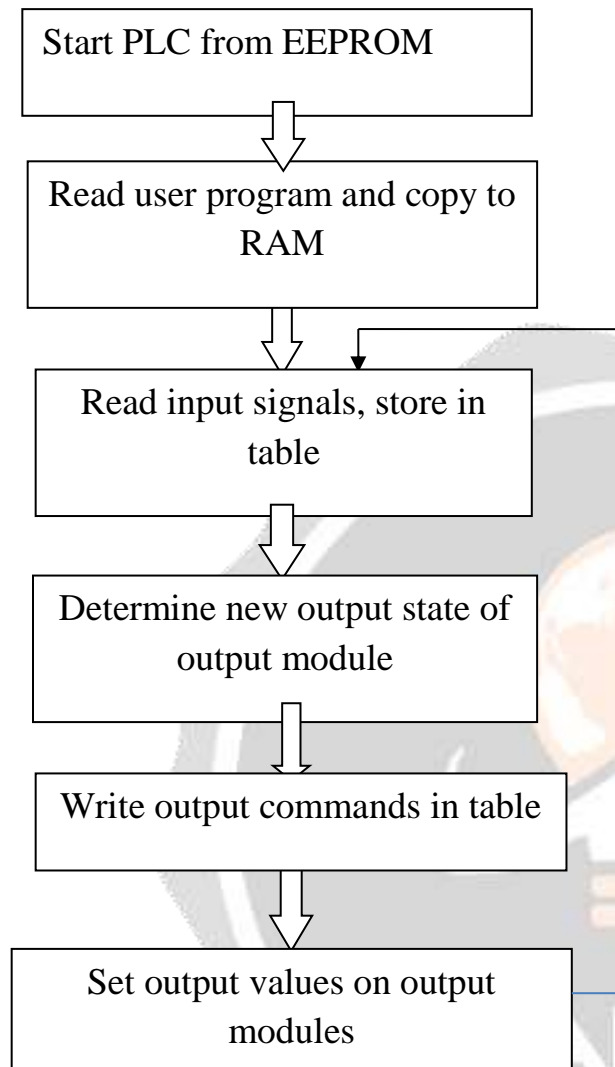 Start PLC from EEPROM
Read user program and copy to
RAM
Read input signals, store in
table
Determine new output state of
output module
Write output commands in table
Set output values on output
modules